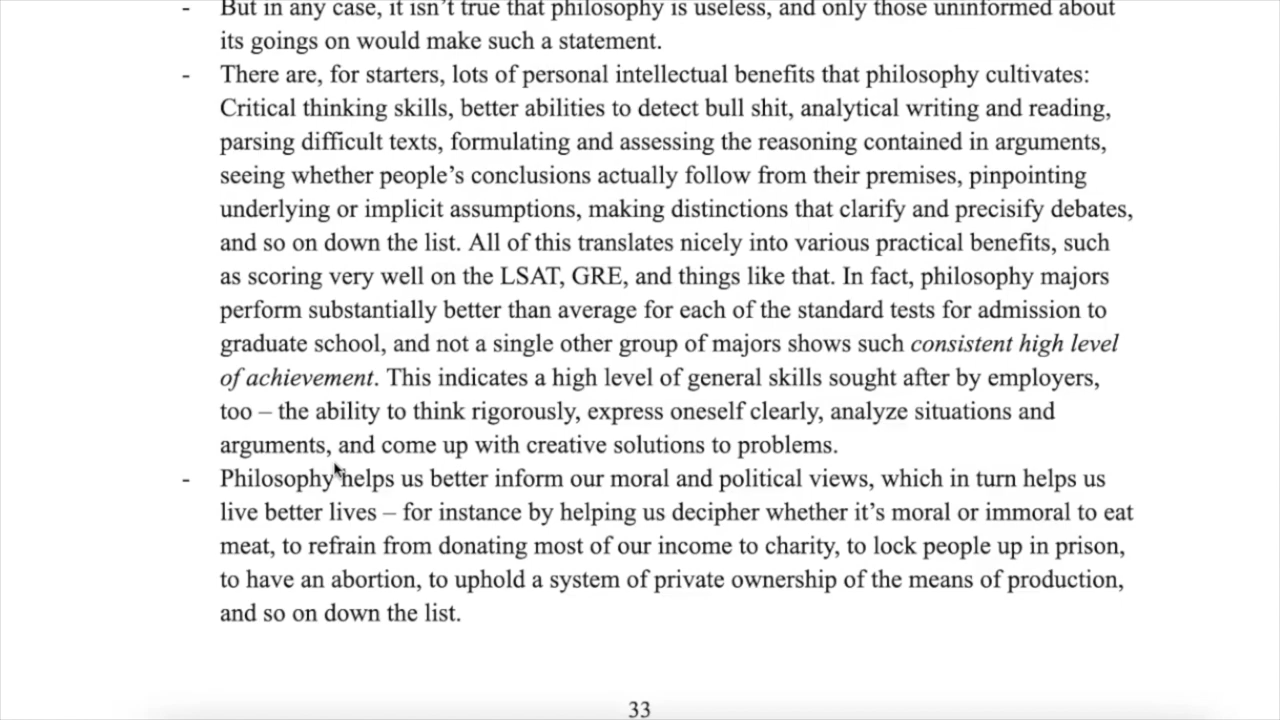 - But in any case, it isn't true that philosophy is useless, and only those uninformed about
its goings on would make such a statement.
- There are, for starters, lots of personal intellectual benefits that philosophy cultivates:
Critical thinking skills, better abilities to detect bull shit, analytical writing and reading,
parsing difficult texts, formulating and assessing the reasoning contained in arguments,
seeing whether people's conclusions actually follow from their premises, pinpointing
underlying or implicit assumptions, making distinctions that clarify and precisify debates,
and so on down the list. All of this translates nicely into various practical benefits, such
as scoring very well on the LSAT, GRE, and things like that. In fact, philosophy majors
perform substantially better than average for each of the standard tests for admission to
graduate school, and not a single other group of majors shows such consistent high level
of achievement. This indicates a high level of general skills sought after by employers,
too – the ability to think rigorously, express oneself clearly, analyze situations and
arguments, and come up with creative solutions to problems.
- Philosophy helps us better inform our moral and political views, which in turn helps us
live better lives – for instance by helping us decipher whether it's moral or immoral to eat
meat, to refrain from donating most of our income to charity, to lock people up in prison,
to have an abortion, to uphold a system of private ownership of the means of production,
and so on down the list.
33